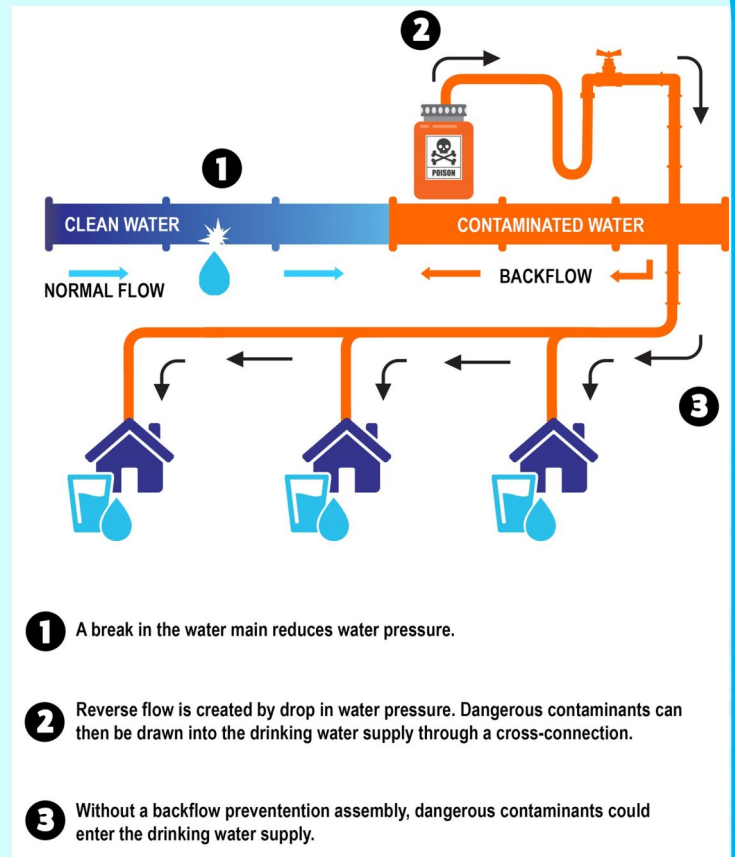 2
1
POISON
CLEAN WATER
CONTAMINATED WATER
NORMAL FLOW
BACKFLOW
3
1 A break in the water main reduces water pressure.
2 Reverse flow is created by drop in water pressure. Dangerous contaminants can
then be drawn into the drinking water supply through a cross-connection.
3 Without a backflow preventention assembly, dangerous contaminants could
enter the drinking water supply.